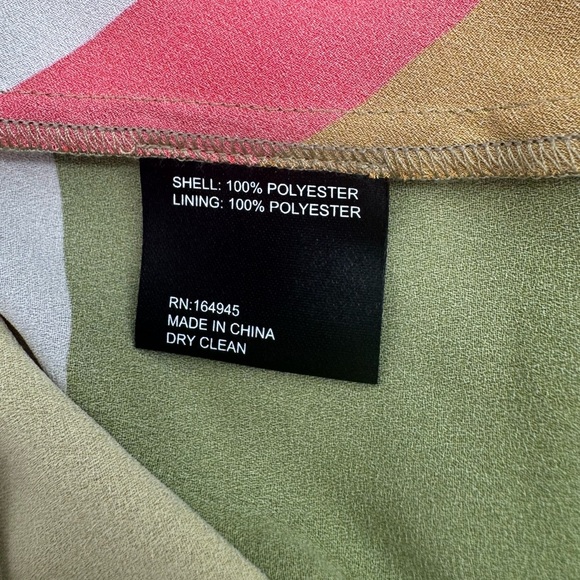 SHELL: 100% POLYESTER
LINING: 100% POLYESTER
RN:164945
MADE IN CHINA
DRY CLEAN